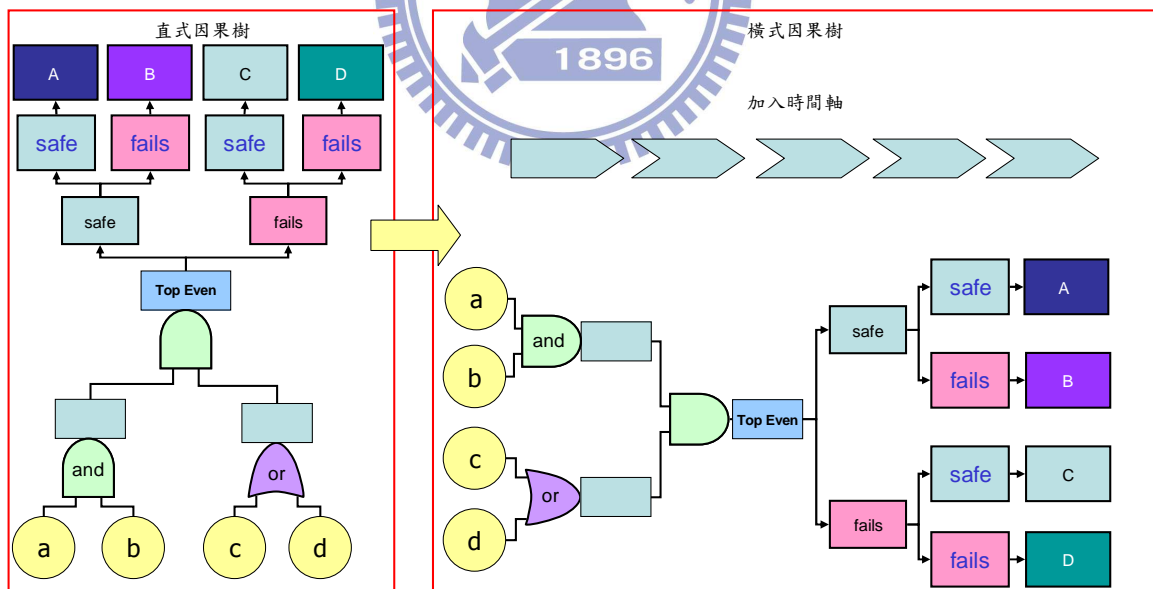 直式因果樹
A B C D
safe fails safe fails
safe fails
Top Even
and or
a b c d
1896
橫式因果樹
加入時間軸
a
b
and
c
d
or
Top Even
safe
fails
safe A
fails B
safe C
fails D